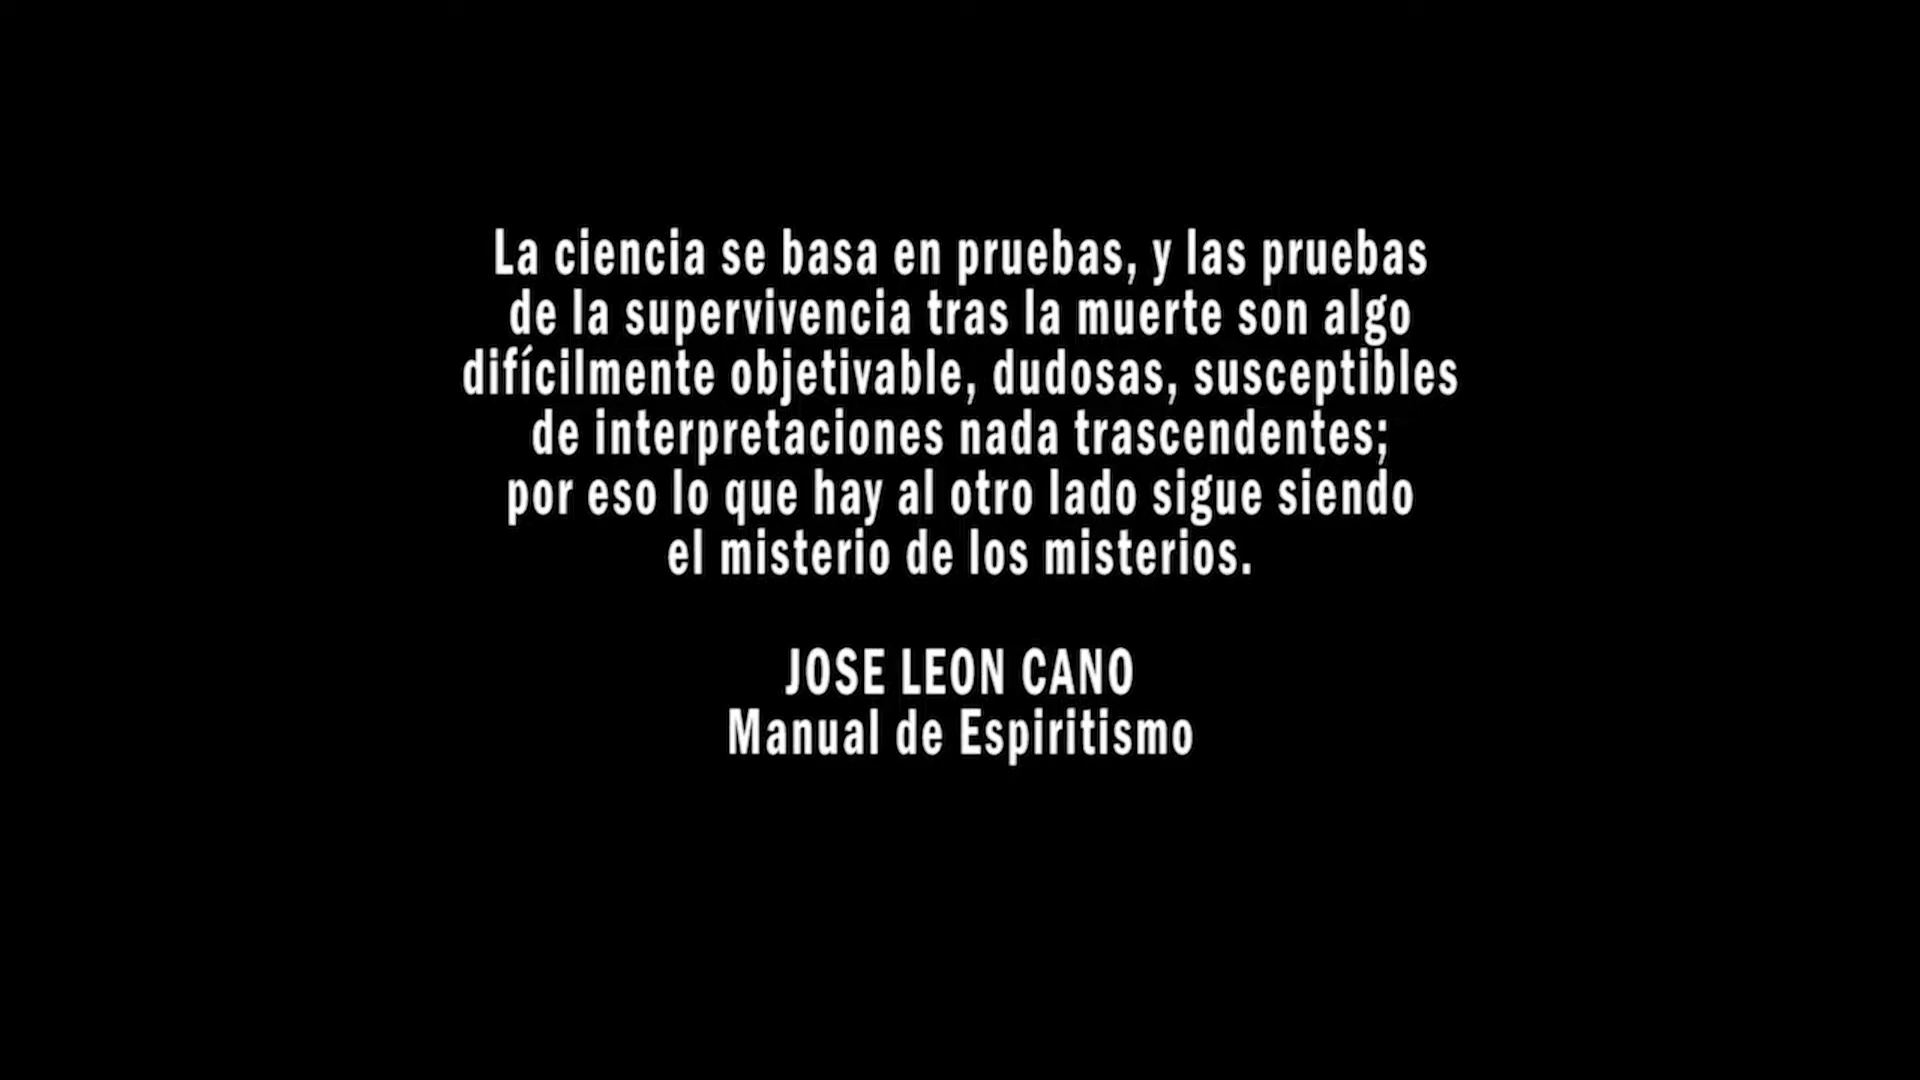 La ciencia se basa en pruebas, y las pruebas
de la supervivencia tras la muerte son algo
difícilmente objetivable, dudosas, susceptibles
de interpretaciones nada trascendentes;
por eso lo que hay al otro lado sigue siendo
el misterio de los misterios.
JOSE LEON CANO
Manual de Espiritismo